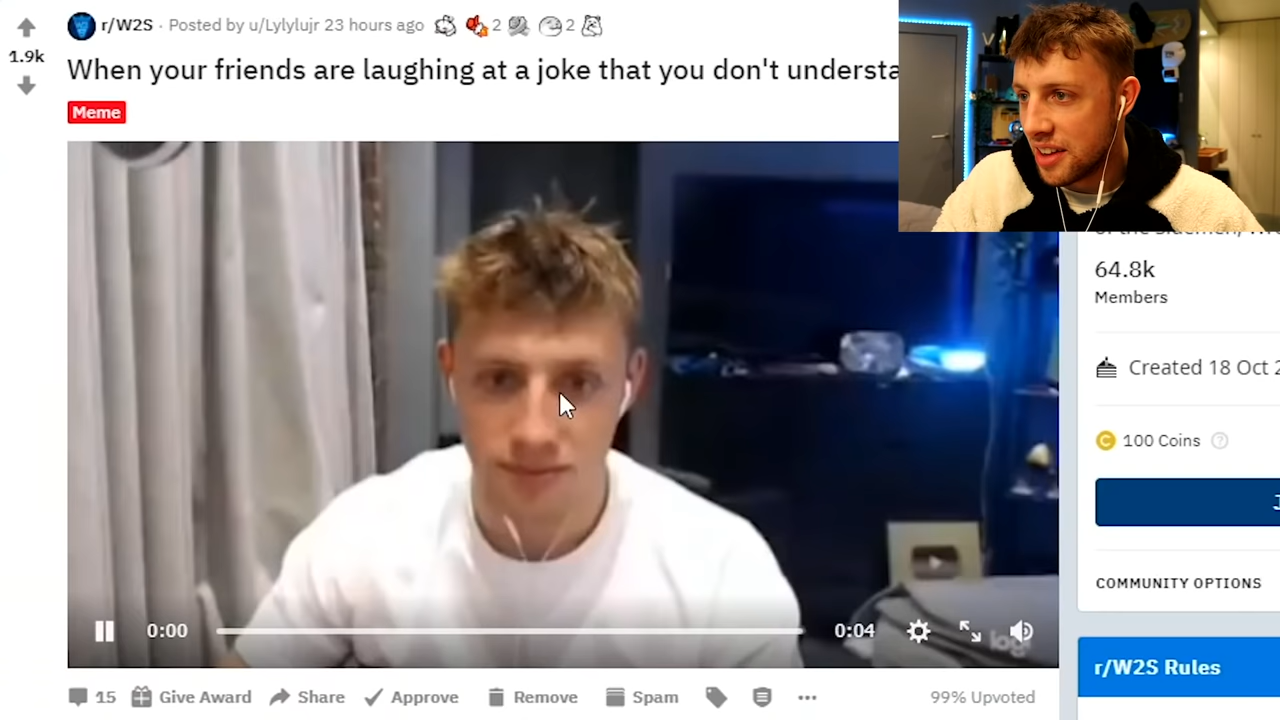 r/W2S · Posted by u/Lylylujr 23 hours ago 2 2
1.9k
When your friends are laughing at a joke that you don't understa
Meme
64.8k
Members
Created 18 Oct 2
100 Coins
COMMUNITY OPTIONS
0:00
0:04
r/W2S Rules
15 Give Award Share Approve Remove Spam
99% Upvoted